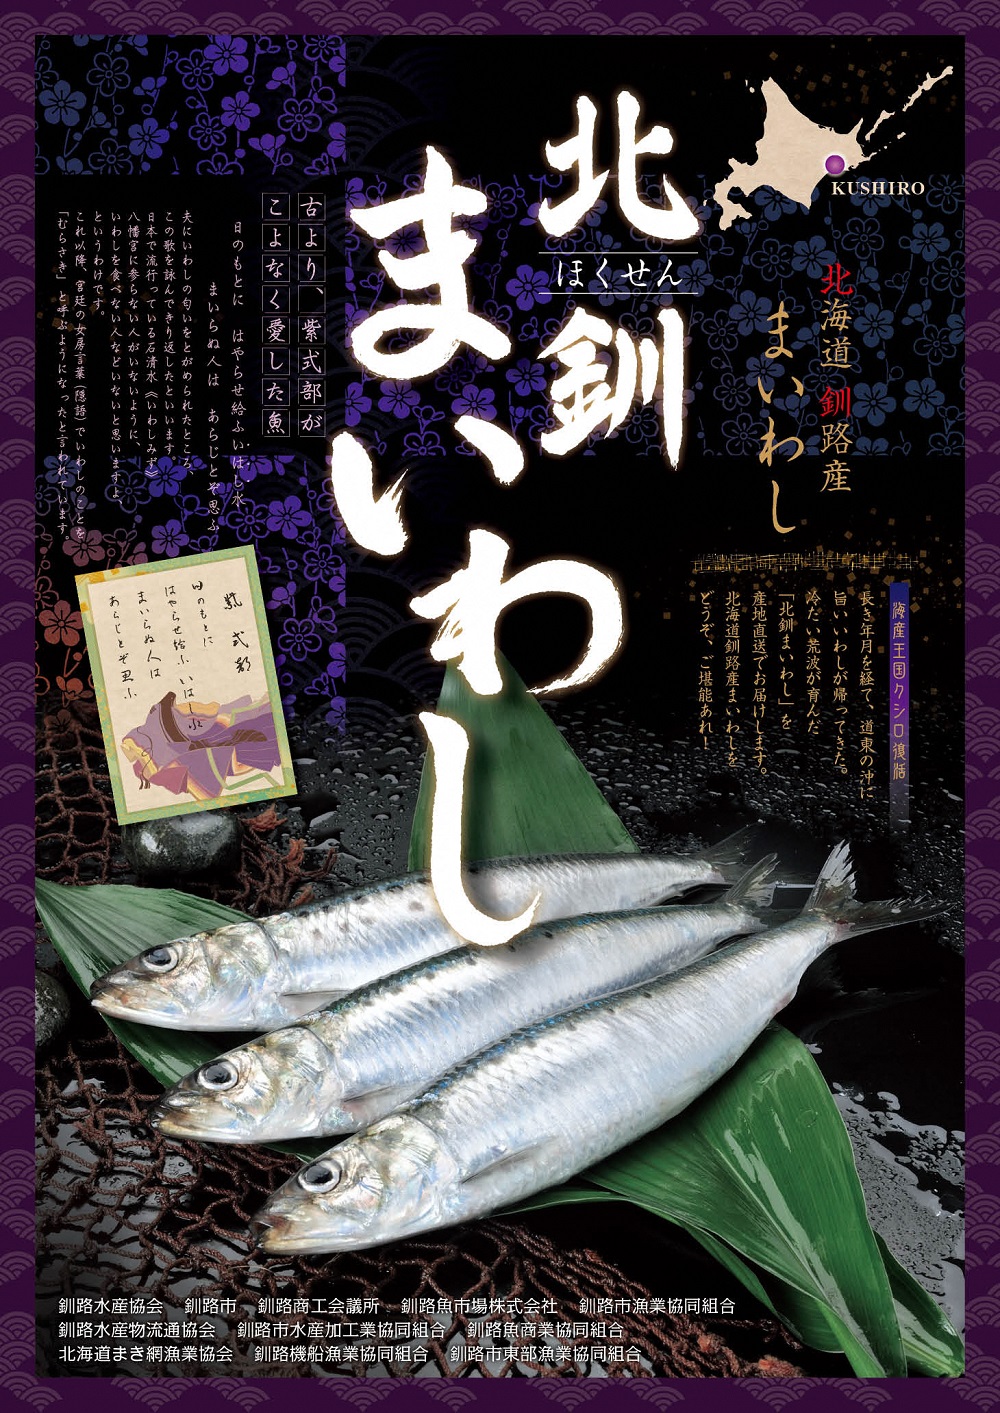 KUSHIRO
北海道 釧路産
まいわし
北釧
ほくせん
まいわし
海産王国クシロ復活
長き年月を経て、道東の沖に
旨いいわしが帰ってきた。
冷たい荒波が育んだ
「北釧まいわし」を
産地直送でお届けします。
北海道釧路産まいわしを
どうぞ、ご堪能あれ！
古より、紫式部が
こよなく愛した魚
日のもとに はやらせ給ふ いはし水
まいらぬ人は あらじとぞ思ふ
夫にいわしの匂いをとがめられたところ、
この歌を詠んできり返したといいます。
日本で流行っている石清水《いわしみず》
八幡宮に参らない人がいないように、
いわしを食べない人などいないと思いますよ
というわけです。
これ以降、宮廷の女房言葉(隠語)でいわしのことを
「むらさき」と呼ぶようになったと言われています。
紫式部
日のもとに
はやらせ給ふ いはし水
まいらぬ人は
あらじとぞ思ふ
釧路水産協会 釧路市 釧路商工会議所 釧路魚市場株式会社 釧路市漁業協同組合
釧路水産物流通協会 釧路市水産加工業協同組合 釧路魚商業協同組合
北海道まき網漁業協会 釧路機船漁業協同組合 釧路市東部漁業協同組合